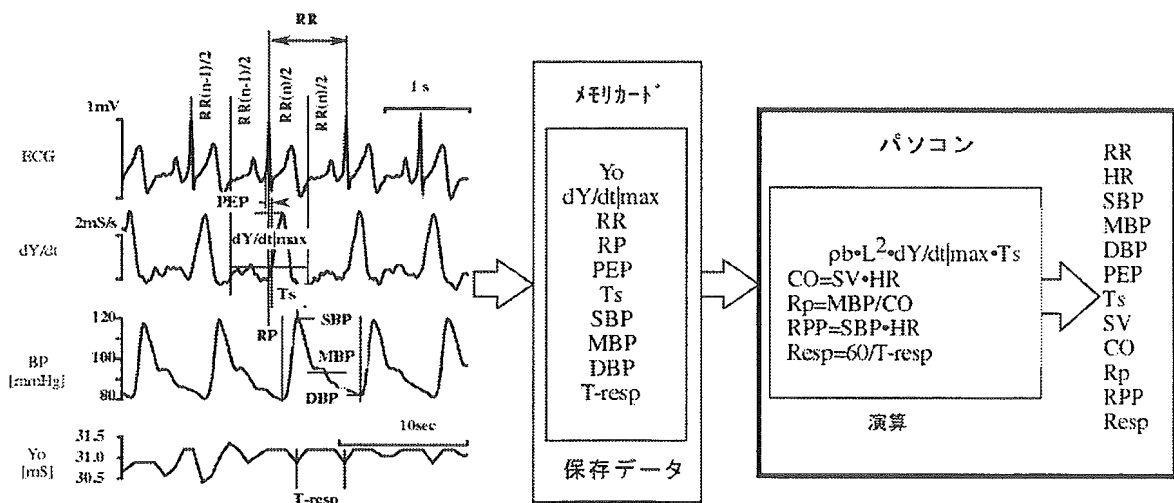 RR
RR(n-1)/2
RR(n-1)/2
RR(n)/2
RR(n)/2
1 s
1mV
ECG
PEP
2mS/s
dY/dt
dY/dt|max
Ts
RP
120
100
80
BP
[mmHg]
SBP
MBP
DBP
10sec
31.5
31.0
30.5
Yo
[mS]
T-resp
メモリカード
Yo
dY/dt|max
RR
RP
PEP
Ts
SBP
MBP
DBP
T-resp
保存データ
パソコン
ρb•L²•dY/dt|max•Ts
CO=SV•HR
Rp=MBP/CO
RPP=SBP•HR
Resp=60/T-resp
演算
RR
HR
SBP
MBP
DBP
PEP
Ts
SV
CO
Rp
RPP
Resp